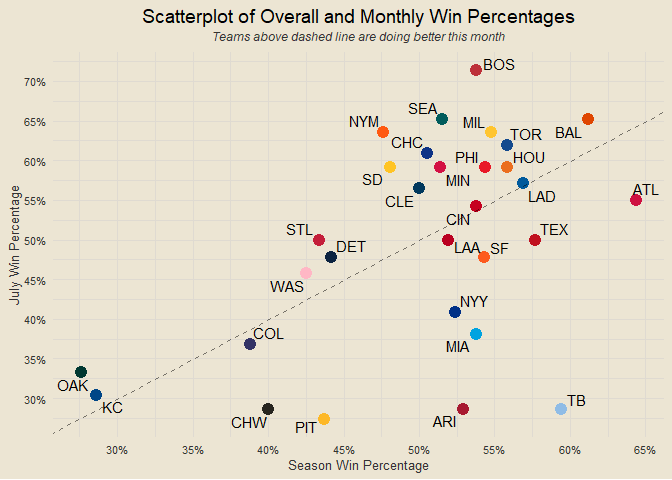 Scatterplot of Overall and Monthly Win Percentages
Teams above dashed line are doing better this month
BOS
70%
SEA
65%
NYM
MIL
TOR
BAL
CHC
60%
PHI
HOU
SD
MIN
55%
CLE
LAD
ATL
CIN
50%
STL
DET
LAA
SF
TEX
45%
WAS
40%
NYY
COL
MIA
35%
OAK
30%
KC
CHW
PIT
ARI
TB
July Win Percentage
30%
35%
40%
45%
50%
55%
60%
65%
Season Win Percentage